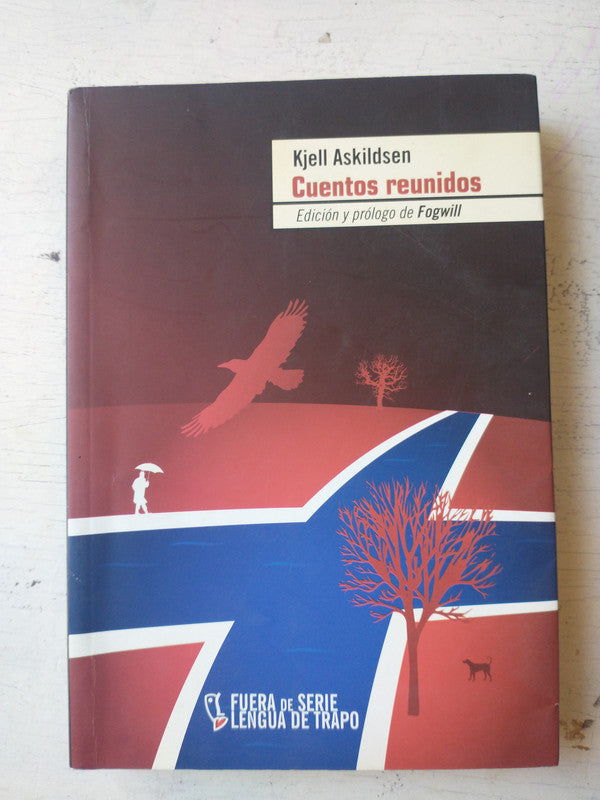 Kjell Askildsen
Cuentos reunidos
Edición y prólogo de Fogwill
FUERA DE SERIE
LENGUA DE TRAPO